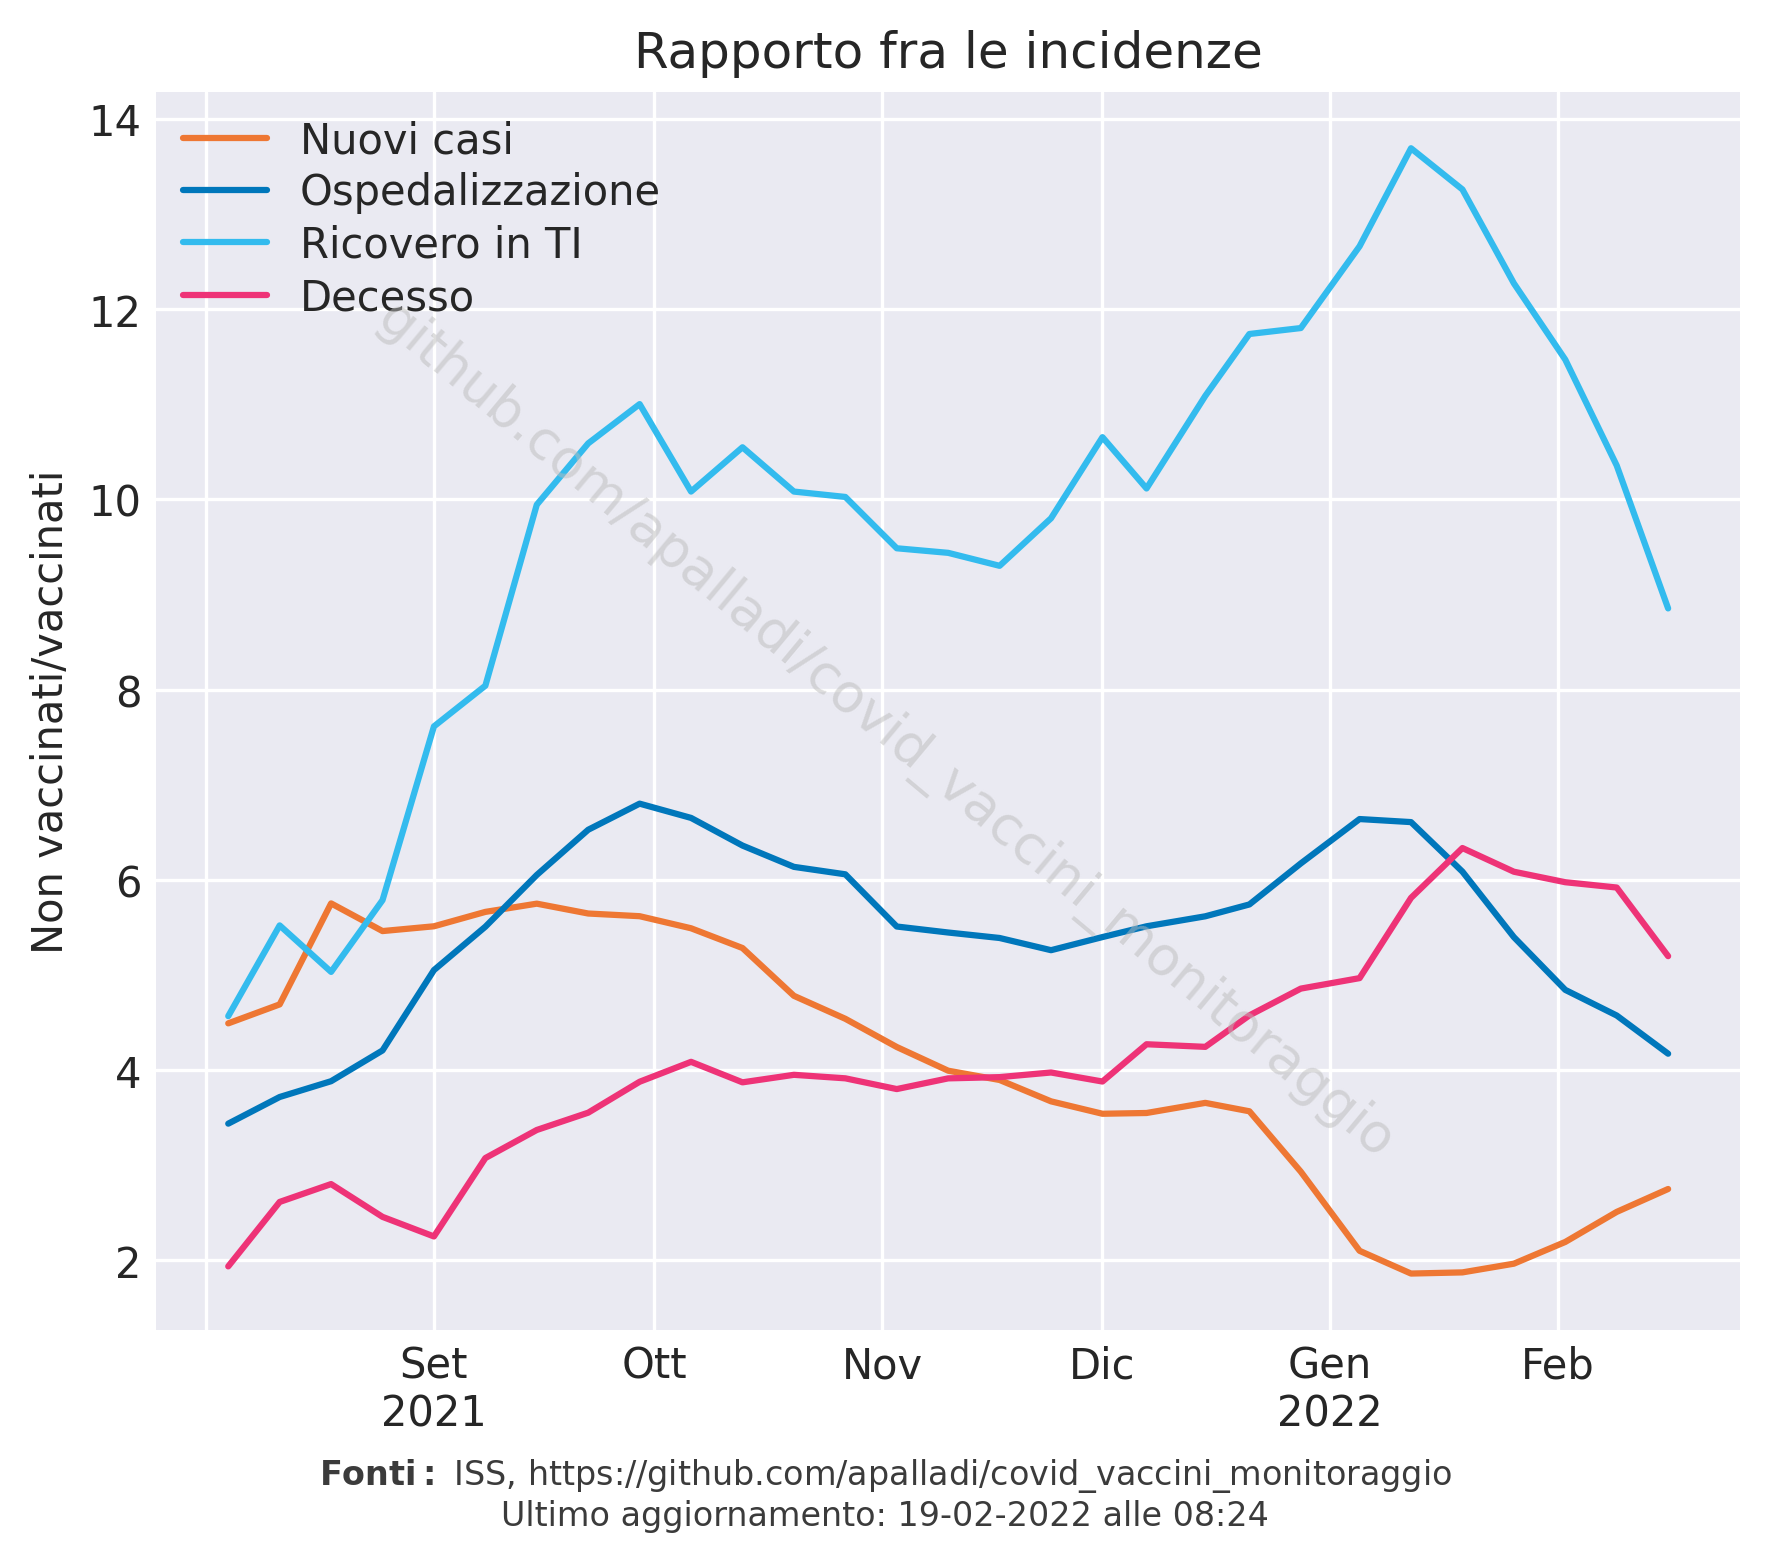 Rapporto fra le incidenze
14
Nuovi casi
Ospedalizzazione
Ricovero in TI
Decesso
12
10
8
6
4
2
Non vaccinati/vaccinati
github.com/apalladi/covid_vaccini_monitoraggio
Set Ott Nov Dic Gen Feb
2021 2022
Fonti: ISS, https://github.com/apalladi/covid_vaccini_monitoraggio
Ultimo aggiornamento: 19-02-2022 alle 08:24